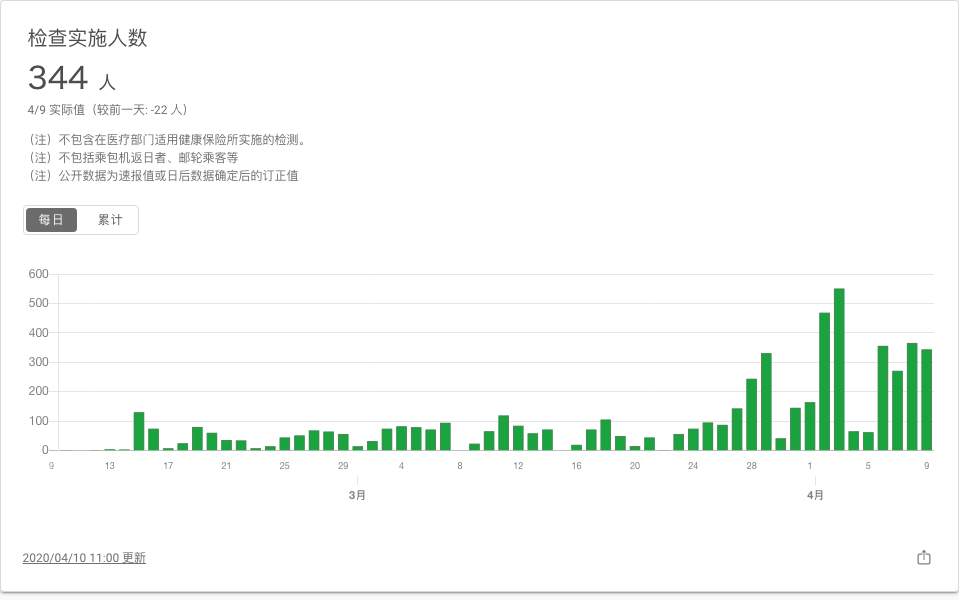 检查实施人数
344 人
4/9 实际值（较前一天: -22 人）
（注）不包含在医疗部门适用健康保险所实施的检测。
（注）不包括乘包机返日者、邮轮乘客等
（注）公开数据为速报值或日后数据确定后的订正值
每日 累计
600
500
400
300
200
100
0
9 13 17 21 25 29 4 8 12 16 20 24 28 1 5 9
3月 4月
2020/04/10 11:00 更新